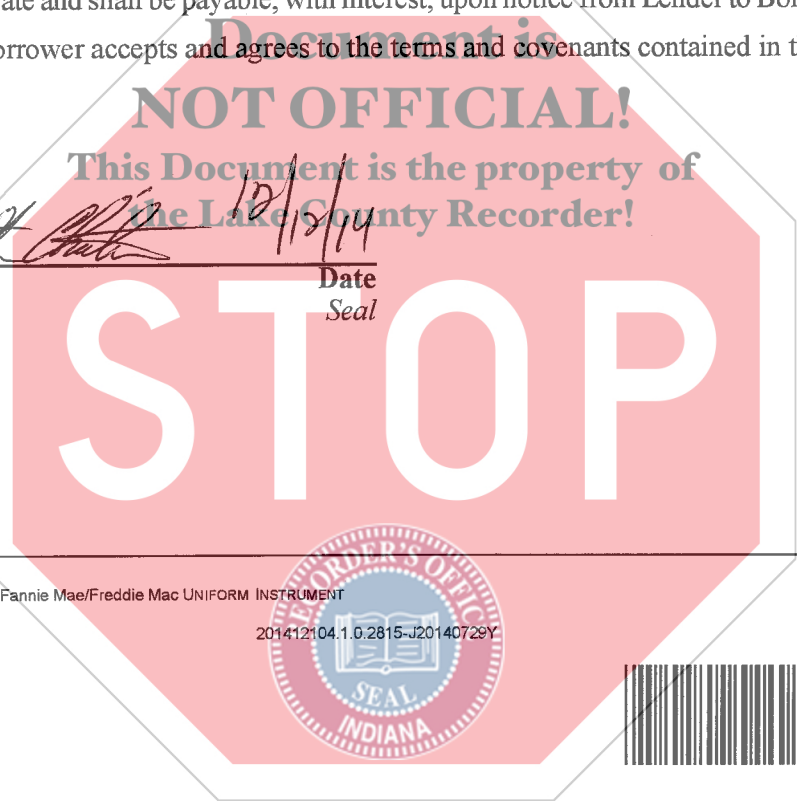 ate and shall be payable, with interest, upon notice from Lender to Bor
Document is
orrower accepts and agrees to the terms and covenants contained in t
NOT OFFICIAL!
This Document is the property of
the Lake County Recorder!
12/12/14
Date
Seal
STOP
Fannie Mae/Freddie Mac UNIFORM INSTRUMENT
201412104.1.0.2815-J20140729Y
RECORDER'S OFFICE
SEAL
INDIANA